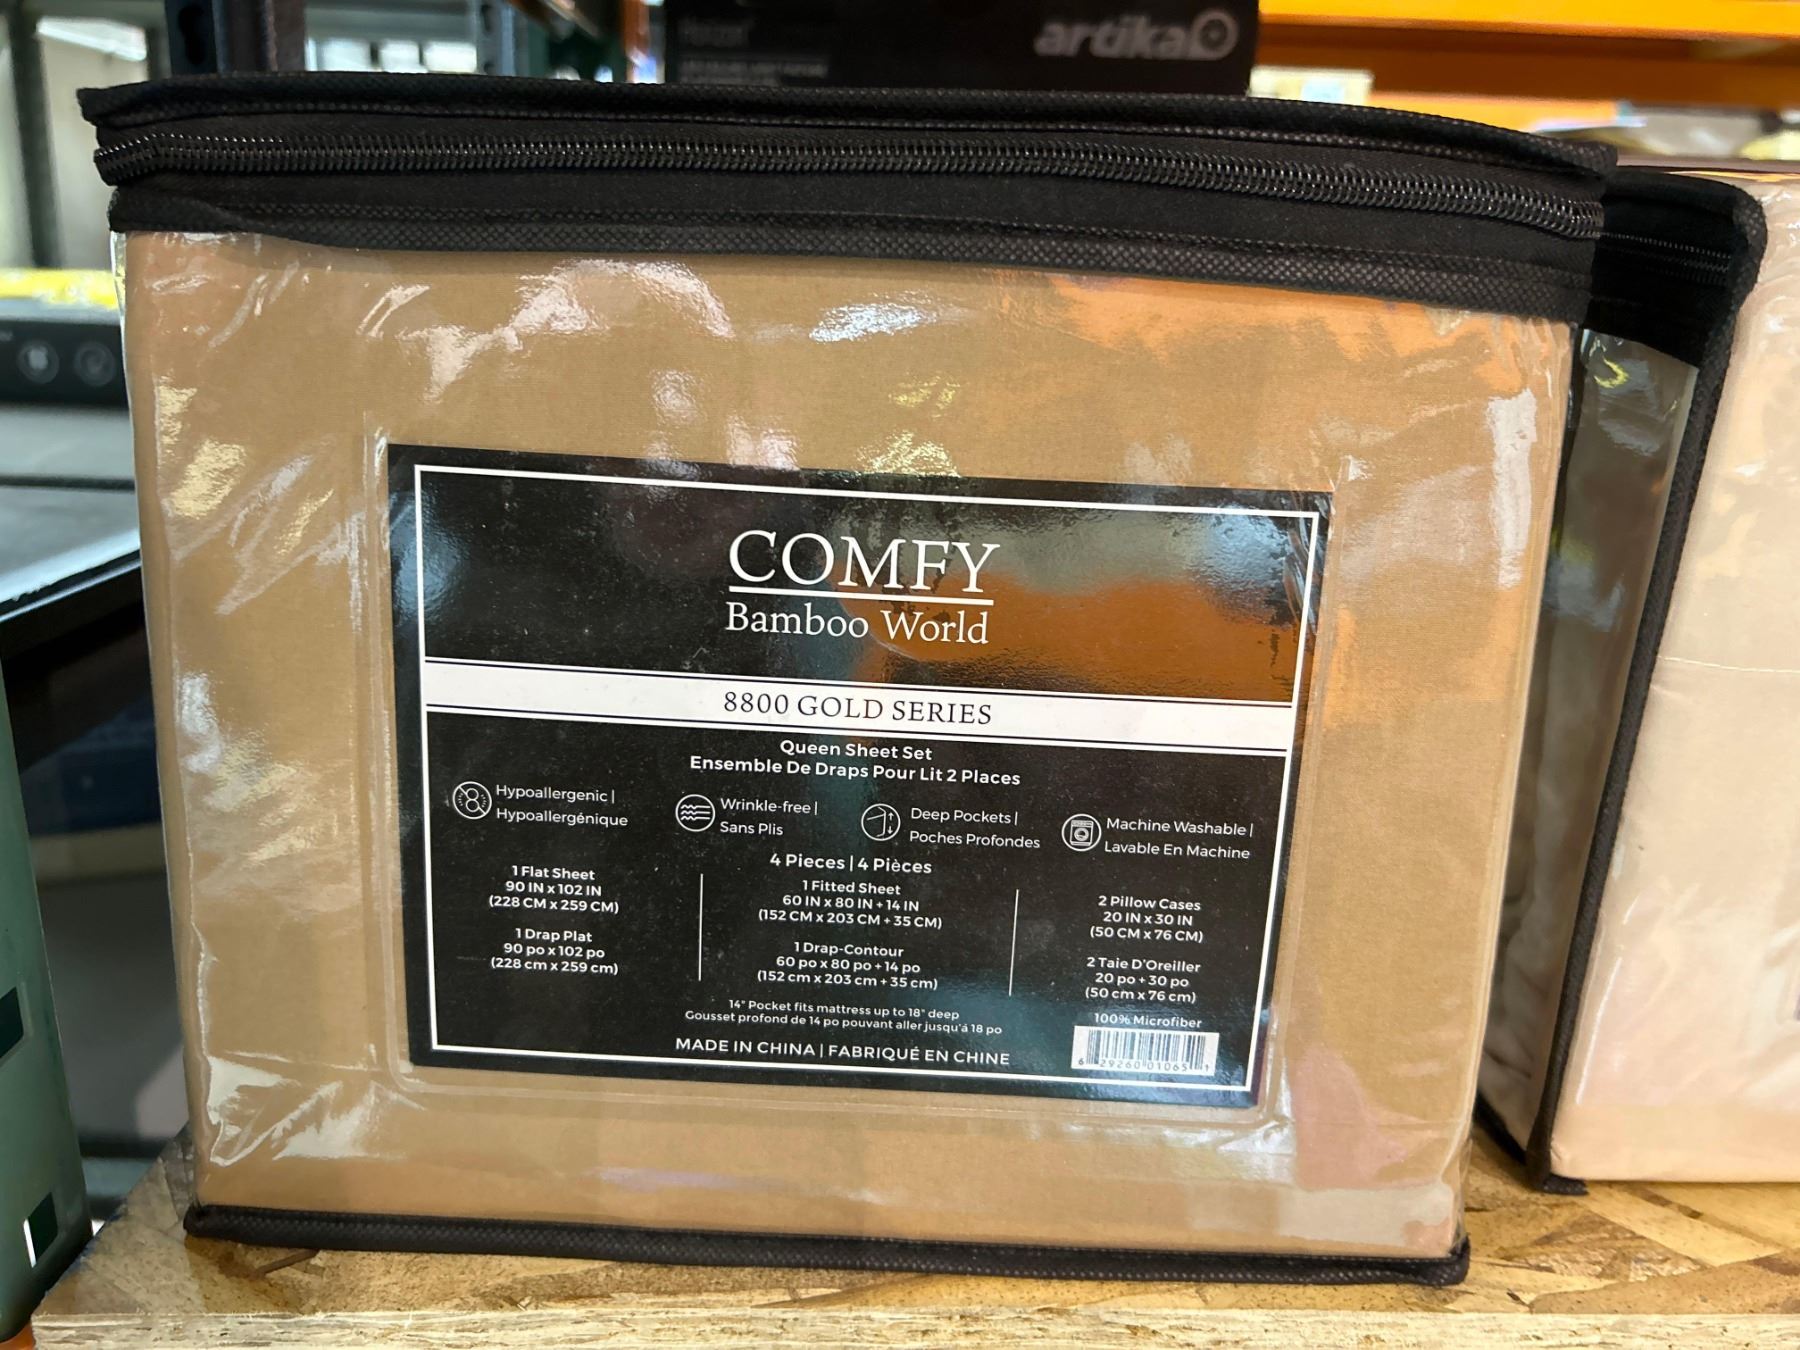 artika
COMFY
Bamboo World
8800 GOLD SERIES
Queen Sheet Set
Ensemble De Draps Pour Lit 2 Places
Hypoallergenic |
Hypoallergénique
Wrinkle-free |
Sans Plis
Deep Pockets |
Poches Profondes
Machine Washable |
Lavable En Machine
4 Pieces | 4 Pièces
1 Flat Sheet
90 IN x 102 IN
(228 CM x 259 CM)
1 Drap Plat
90 po x 102 po
(228 cm x 259 cm)
1 Fitted Sheet
60 IN x 80 IN + 14 IN
(152 CM x 203 CM + 35 CM)
1 Drap-Contour
60 po x 80 po + 14 po
(152 cm x 203 cm + 35 cm)
2 Pillow Cases
20 IN x 30 IN
(50 CM x 76 CM)
2 Taie D'Oreiller
20 po + 30 po
(50 cm x 76 cm)
14" Pocket fits mattress up to 18" deep
Gousset profond de 14 po pouvant aller jusqu'á 18 po
100% Microfiber
MADE IN CHINA | FABRIQUÉ EN CHINE
6 29260 01065 1